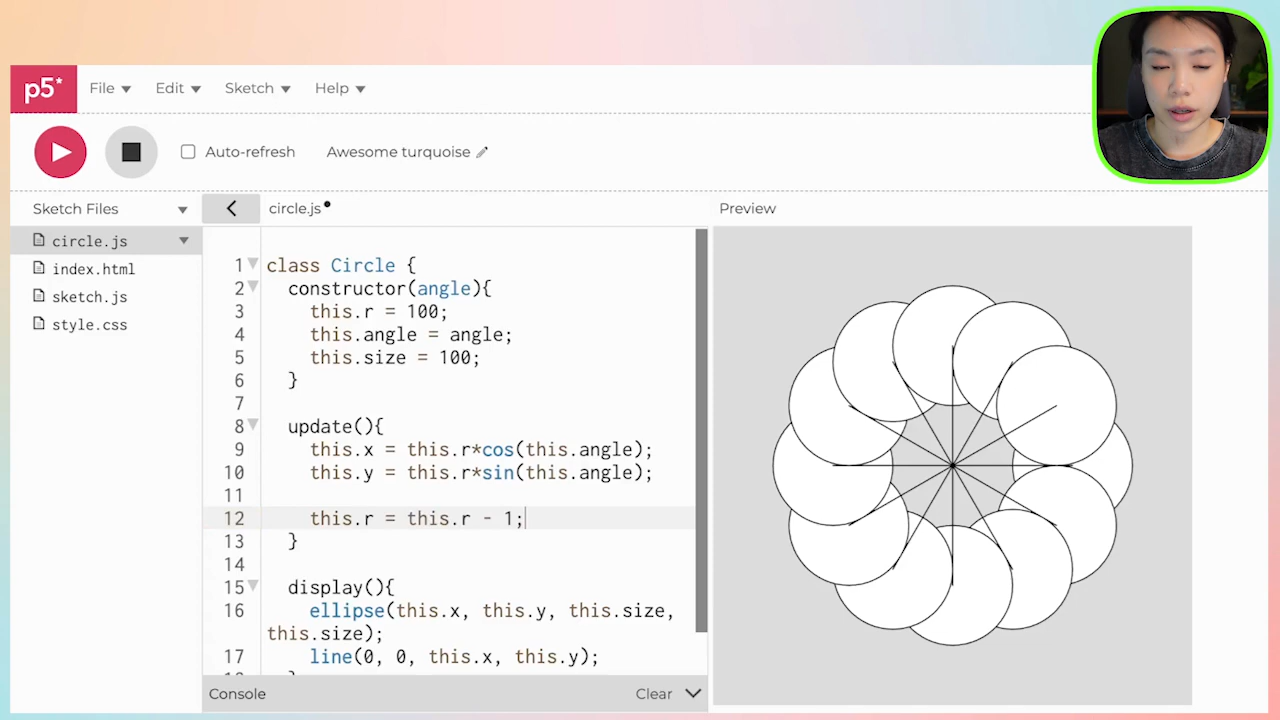 p5*
File
Edit
Sketch
Help
Auto-refresh
Awesome turquoise
Sketch Files
circle.js
Preview
circle.js
index.html
sketch.js
style.css
1 class Circle {
2 constructor(angle){
3 this.r = 100;
4 this.angle = angle;
5 this.size = 100;
6 }
7
8 update(){
9 this.x = this.r*cos(this.angle);
10 this.y = this.r*sin(this.angle);
11
12 this.r = this.r - 1;
13 }
14
15 display(){
16 ellipse(this.x, this.y, this.size,
this.size);
17 line(0, 0, this.x, this.y);
Console
Clear